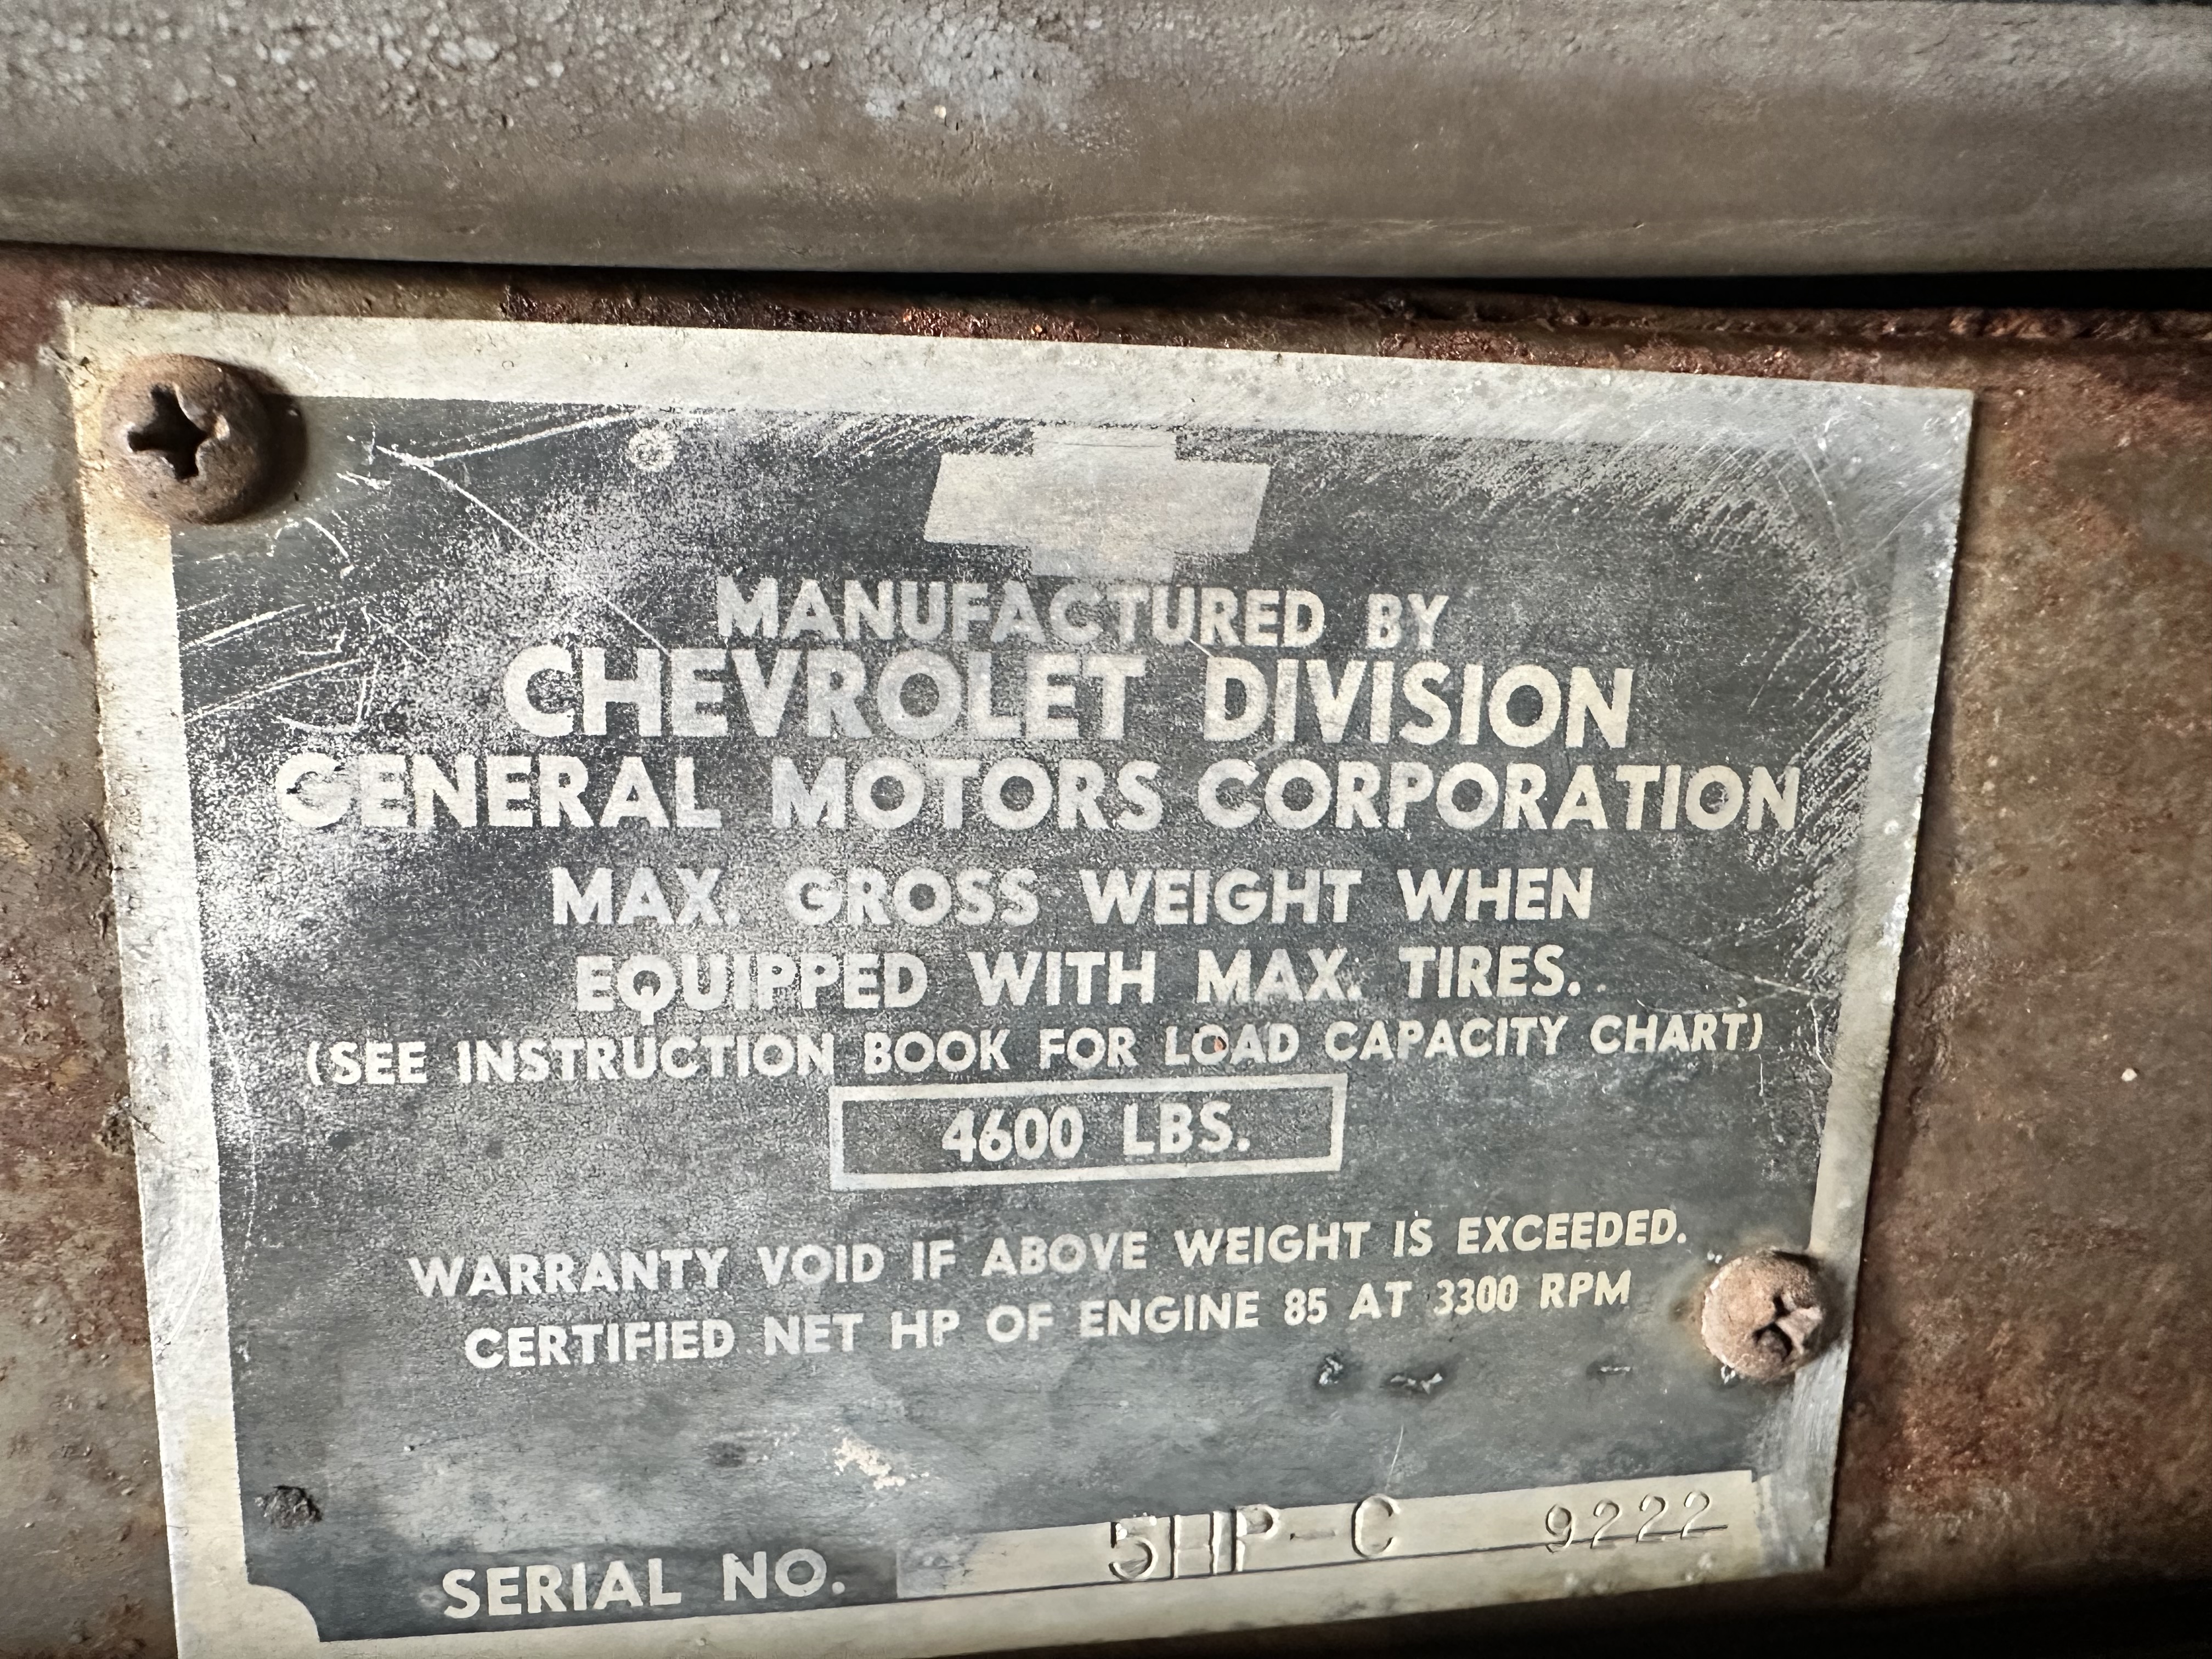 MANUFACTURED BY
CHEVROLET DIVISION
GENERAL MOTORS CORPORATION
MAX. GROSS WEIGHT WHEN
EQUIPPED WITH MAX. TIRES.
(SEE INSTRUCTION BOOK FOR LOAD CAPACITY CHART)
4600 LBS.
WARRANTY VOID IF ABOVE WEIGHT IS EXCEEDED.
CERTIFIED NET HP OF ENGINE 85 AT 3300 RPM
SERIAL NO. 5HP-C 9222